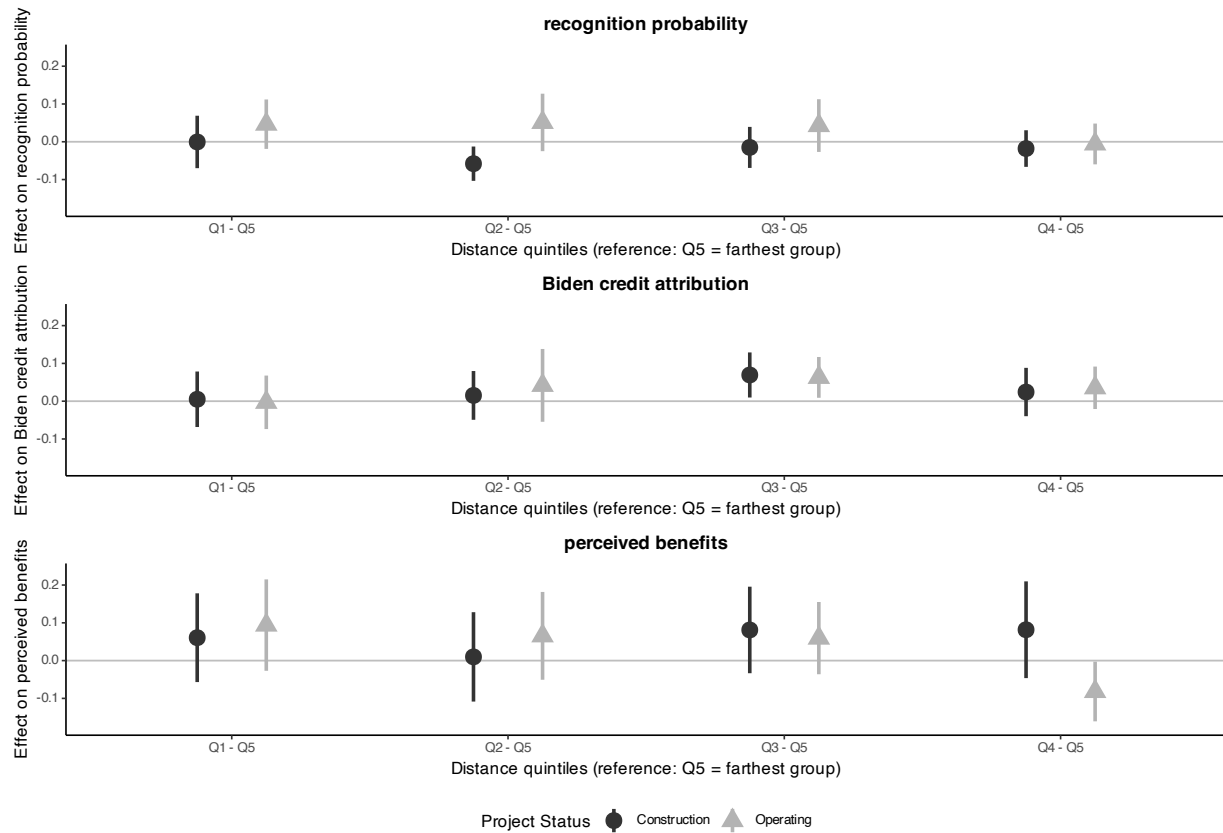 recognition probability
Effect on recognition probability
0.2
0.1
0.0
-0.1
Q1 - Q5
Q2 - Q5
Q3 - Q5
Q4 - Q5
Distance quintiles (reference: Q5 = farthest group)
Biden credit attribution
Effect on Biden credit attribution
0.2
0.1
0.0
-0.1
Q1 - Q5
Q2 - Q5
Q3 - Q5
Q4 - Q5
Distance quintiles (reference: Q5 = farthest group)
perceived benefits
Effect on perceived benefits
0.2
0.1
0.0
-0.1
Q1 - Q5
Q2 - Q5
Q3 - Q5
Q4 - Q5
Distance quintiles (reference: Q5 = farthest group)
Project Status
Construction
Operating